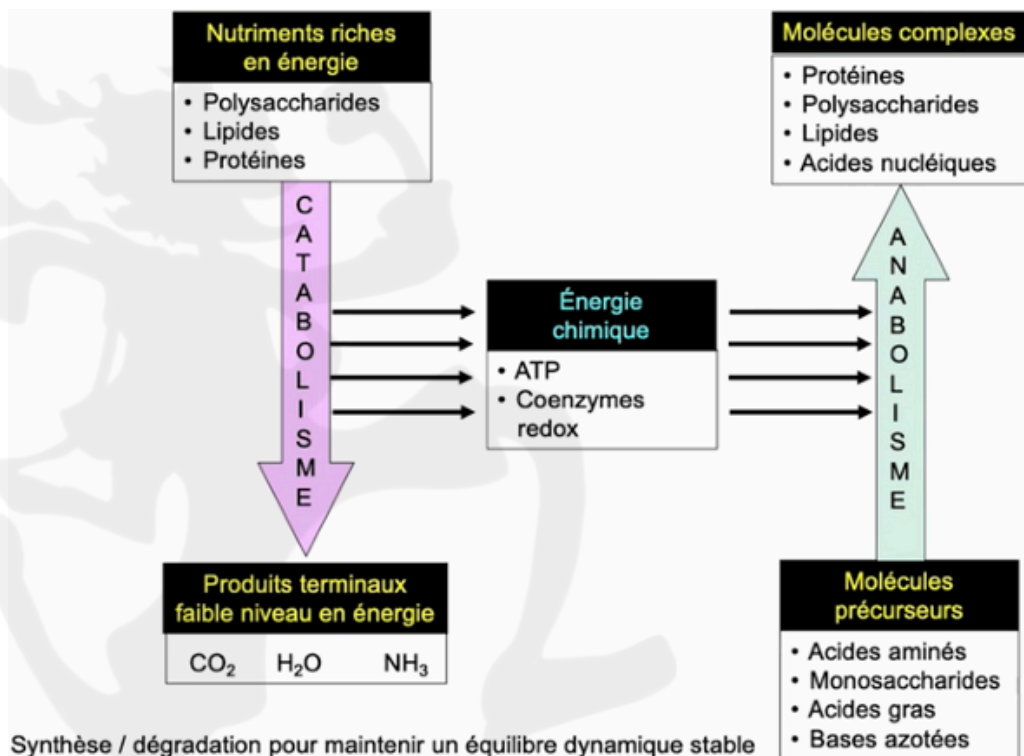 Nutriments riches
en énergie
• Polysaccharides
• Lipides
• Protéines
CATABOLISME
Produits terminaux
faible niveau en énergie
CO₂ H₂O NH₃
Énergie
chimique
• ATP
• Coenzymes
redox
Molécules complexes
• Protéines
• Polysaccharides
• Lipides
• Acides nucléiques
ANABOLISME
Molécules
précurseurs
• Acides aminés
• Monosaccharides
• Acides gras
• Bases azotées
Synthèse / dégradation pour maintenir un équilibre dynamique stable